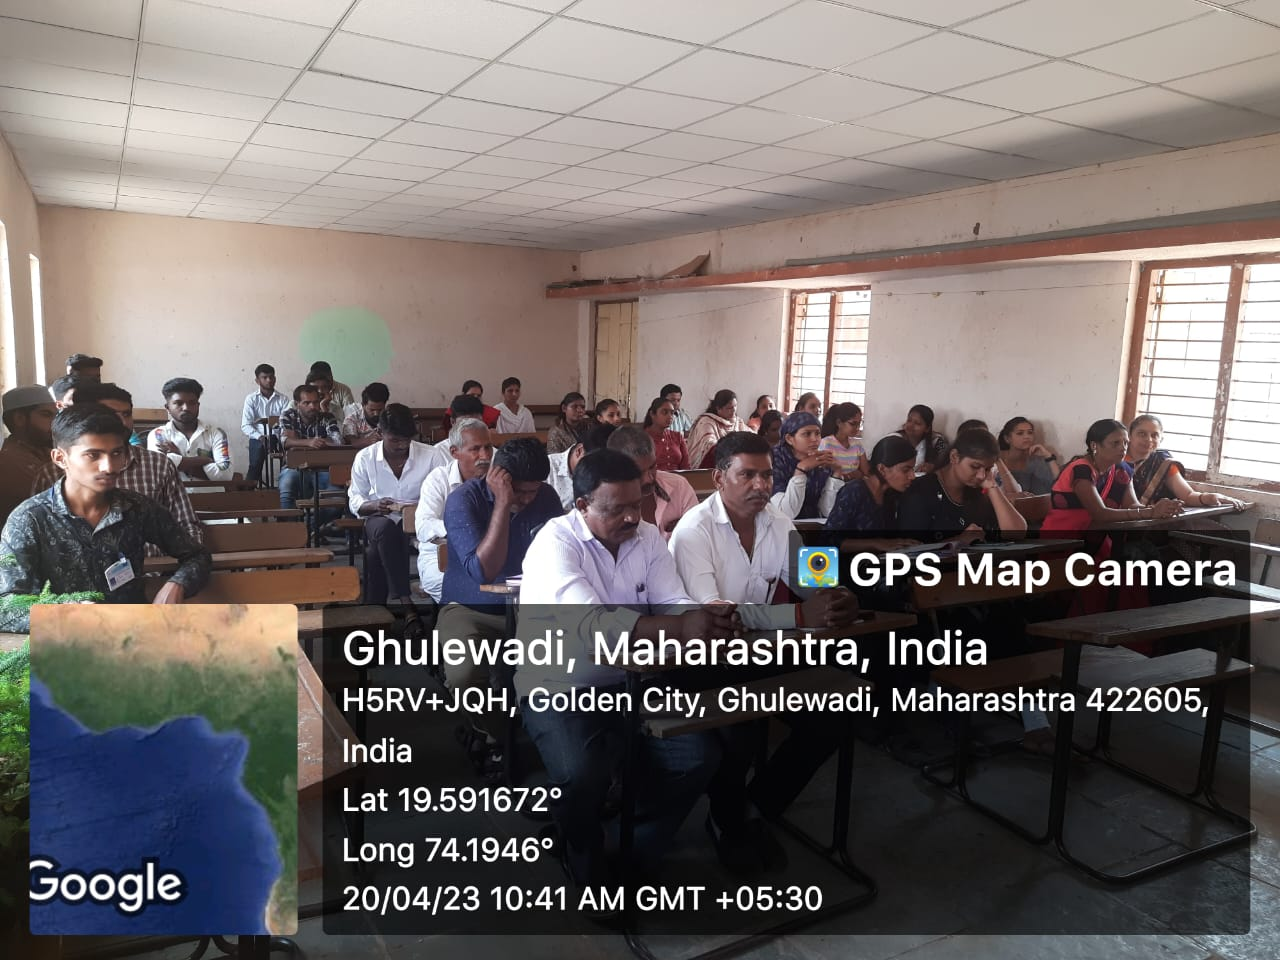 GPS Map Camera
Ghulewadi, Maharashtra, India
H5RV+JQH, Golden City, Ghulewadi, Maharashtra 422605,
India
Lat 19.591672°
Long 74.1946°
20/04/23 10:41 AM GMT +05:30
Google